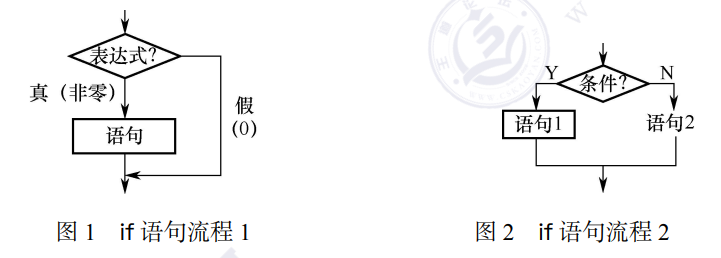 表达式?
真（非零）
假
(0)
语句
图 1 if 语句流程 1
条件?
Y
N
语句1
语句2
图 2 if 语句流程 2